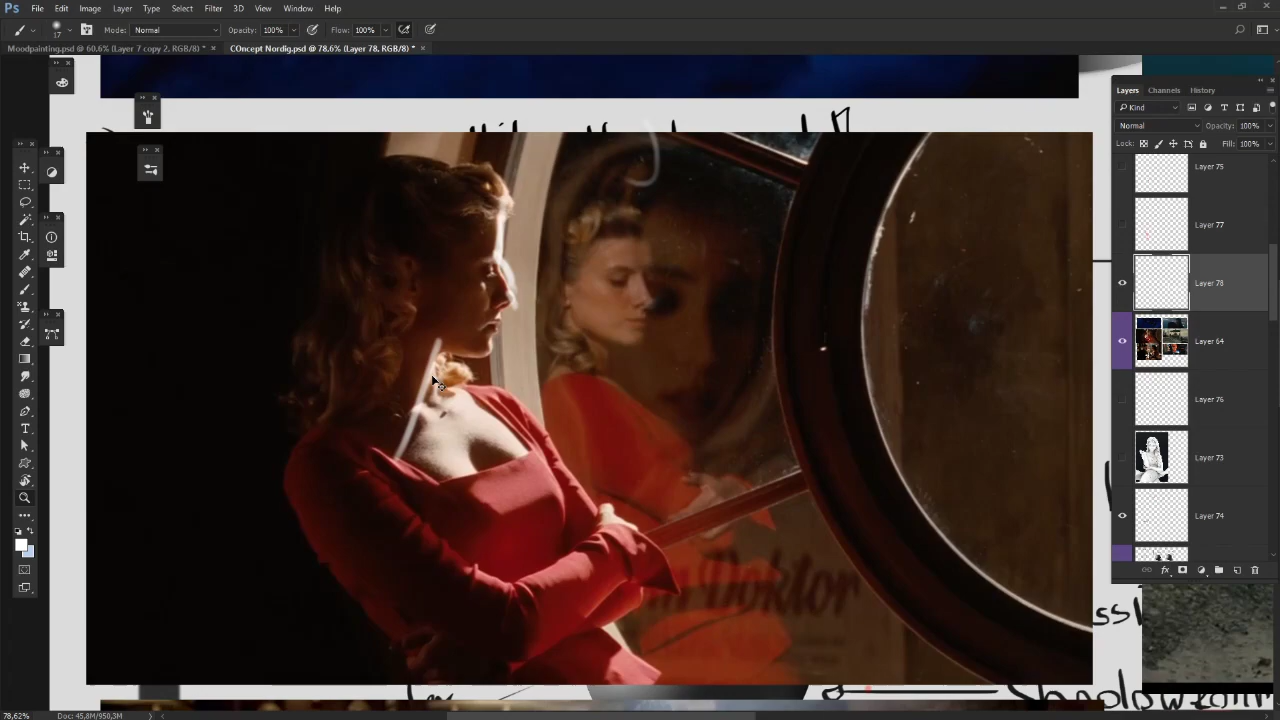 Ps File Edit Image Layer Type Select Filter 3D View Window Help
17 Mode: Normal Opacity: 100% Flow: 100%
Moodpainting.psd @ 60,6% (Layer 7 copy 2, RGB/8) * × COncept Nordig.psd @ 78,6% (Layer 78, RGB/8) * ×
Layers Channels History
Kind
Normal Opacity: 100%
Lock: Fill: 100%
Layer 75
Layer 77
Layer 78
Layer 64
Layer 76
Layer 73
Layer 74
T
fx
78,62% Doc: 45,8M/950,3M